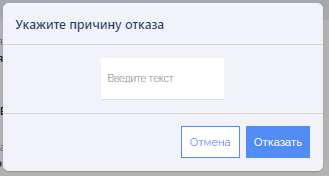 Укажите причину отказа
Введите текст
Отмена
Отказать